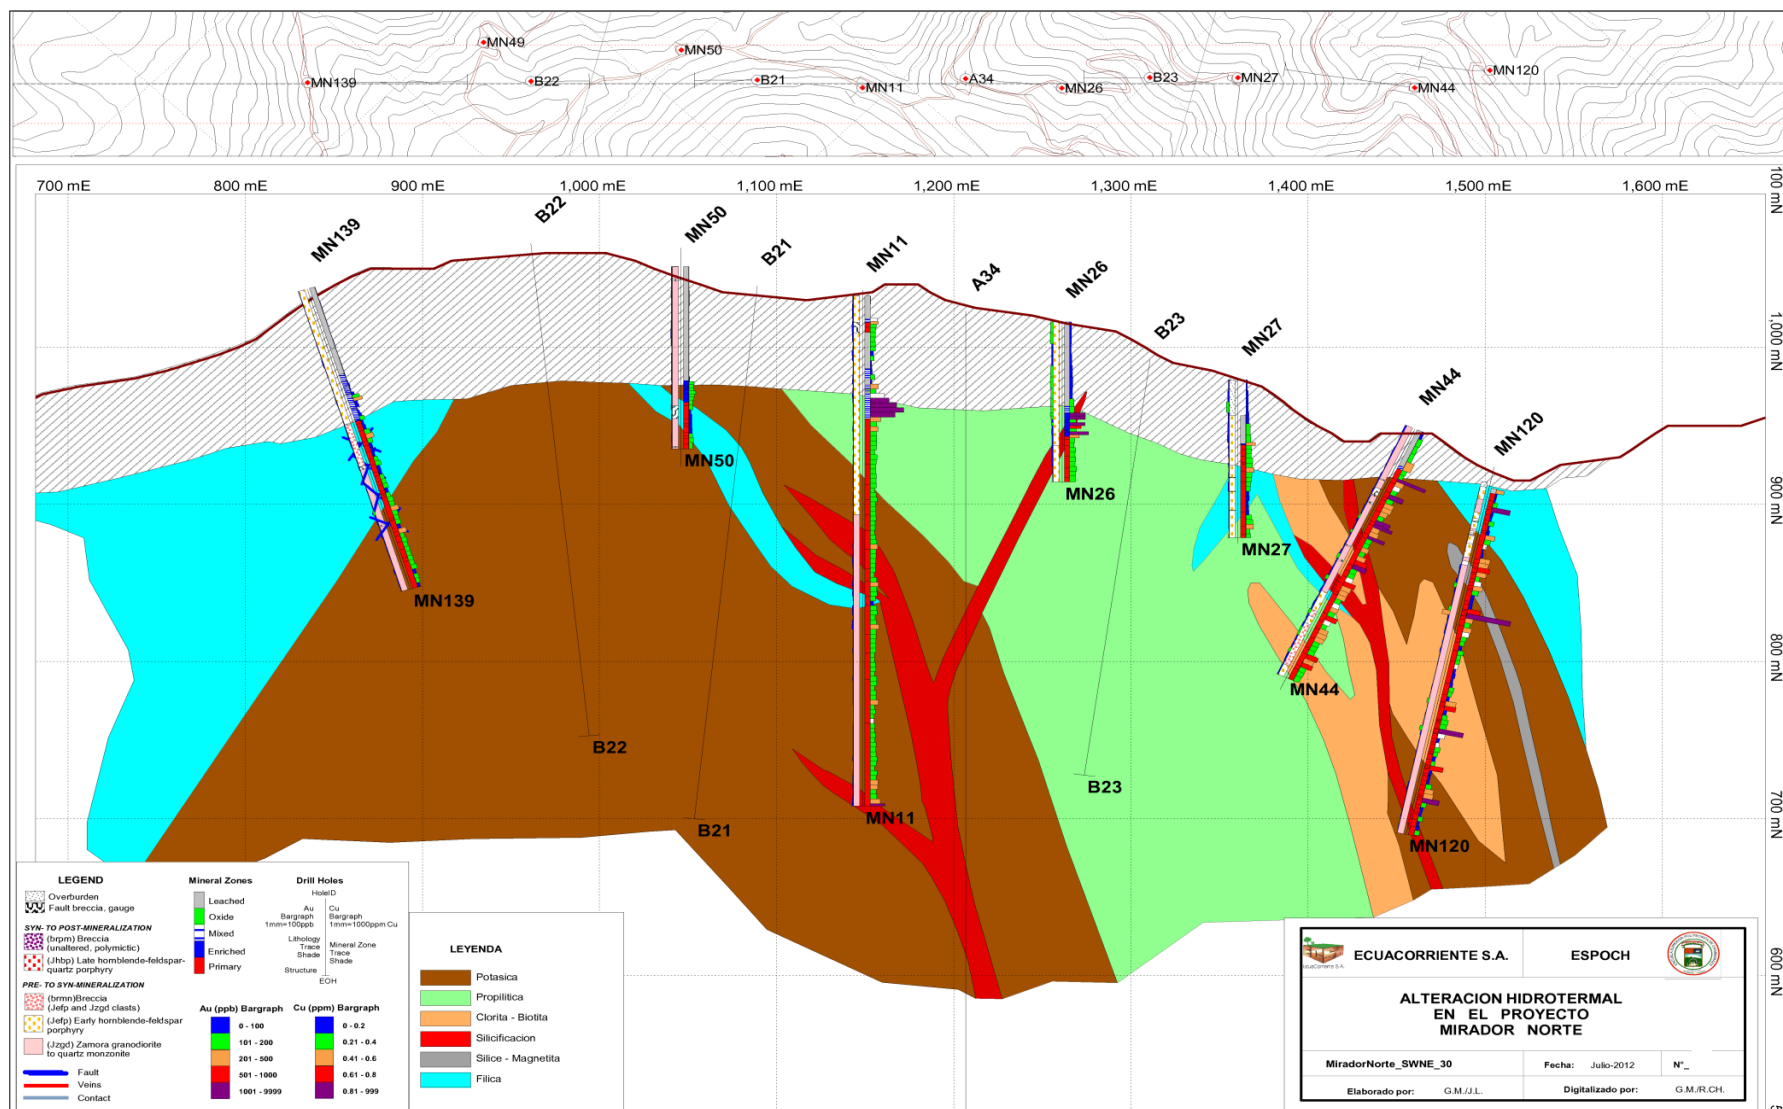 MN49
MN50
MN139
B22
B21
MN11
A34
MN26
B23
MN27
MN44
MN120
700 mE
800 mE
900 mE
1,000 mE
1,100 mE
1,200 mE
1,300 mE
1,400 mE
1,500 mE
1,600 mE
100 mN
1,000 mN
900 mN
800 mN
700 mN
600 mN
MN139
B22
MN50
B21
MN11
A34
MN26
B23
MN27
MN44
MN120
MN50
MN26
MN27
MN139
MN44
B22
B23
B21
MN11
MN120
LEGEND
Overburden
Fault breccia, gauge
SYN- TO POST-MINERALIZATION
(brpm) Breccia
(unaltered, polymictic)
(Jhbp) Late hornblende-feldspar-
quartz porphyry
PRE- TO SYN-MINERALIZATION
(brmn)Breccia
(Jefp and Jzgd clasts)
(Jefp) Early hornblende-feldspar
porphyry
(Jzgd) Zamora granodiorite
to quartz monzonite
Fault
Veins
Contact
Mineral Zones
Leached
Oxide
Mixed
Enriched
Primary
Drill Holes
HoleID
Au
Bargraph
1mm=100ppb
Cu
Bargraph
1mm=1000ppm Cu
Lithology
Trace
Shade
Mineral Zone
Trace
Shade
Structure
EOH
Au (ppb) Bargraph
0 - 100
101 - 200
201 - 500
501 - 1000
1001 - 9999
Cu (ppm) Bargraph
0 - 0.2
0.21 - 0.4
0.41 - 0.6
0.61 - 0.8
0.81 - 999
LEYENDA
Potasica
Propilitica
Clorita - Biotita
Silicificacion
Silice - Magnetita
Filica
EcuaCorriente S.A.
ECUACORRIENTE S.A.
ESPOCH
ALTERACION HIDROTERMAL
EN EL PROYECTO
MIRADOR NORTE
MiradorNorte_SWNE_30
Fecha: Julio-2012
N°_
Elaborado por: G.M./J.L.
Digitalizado por: G.M./R.CH.